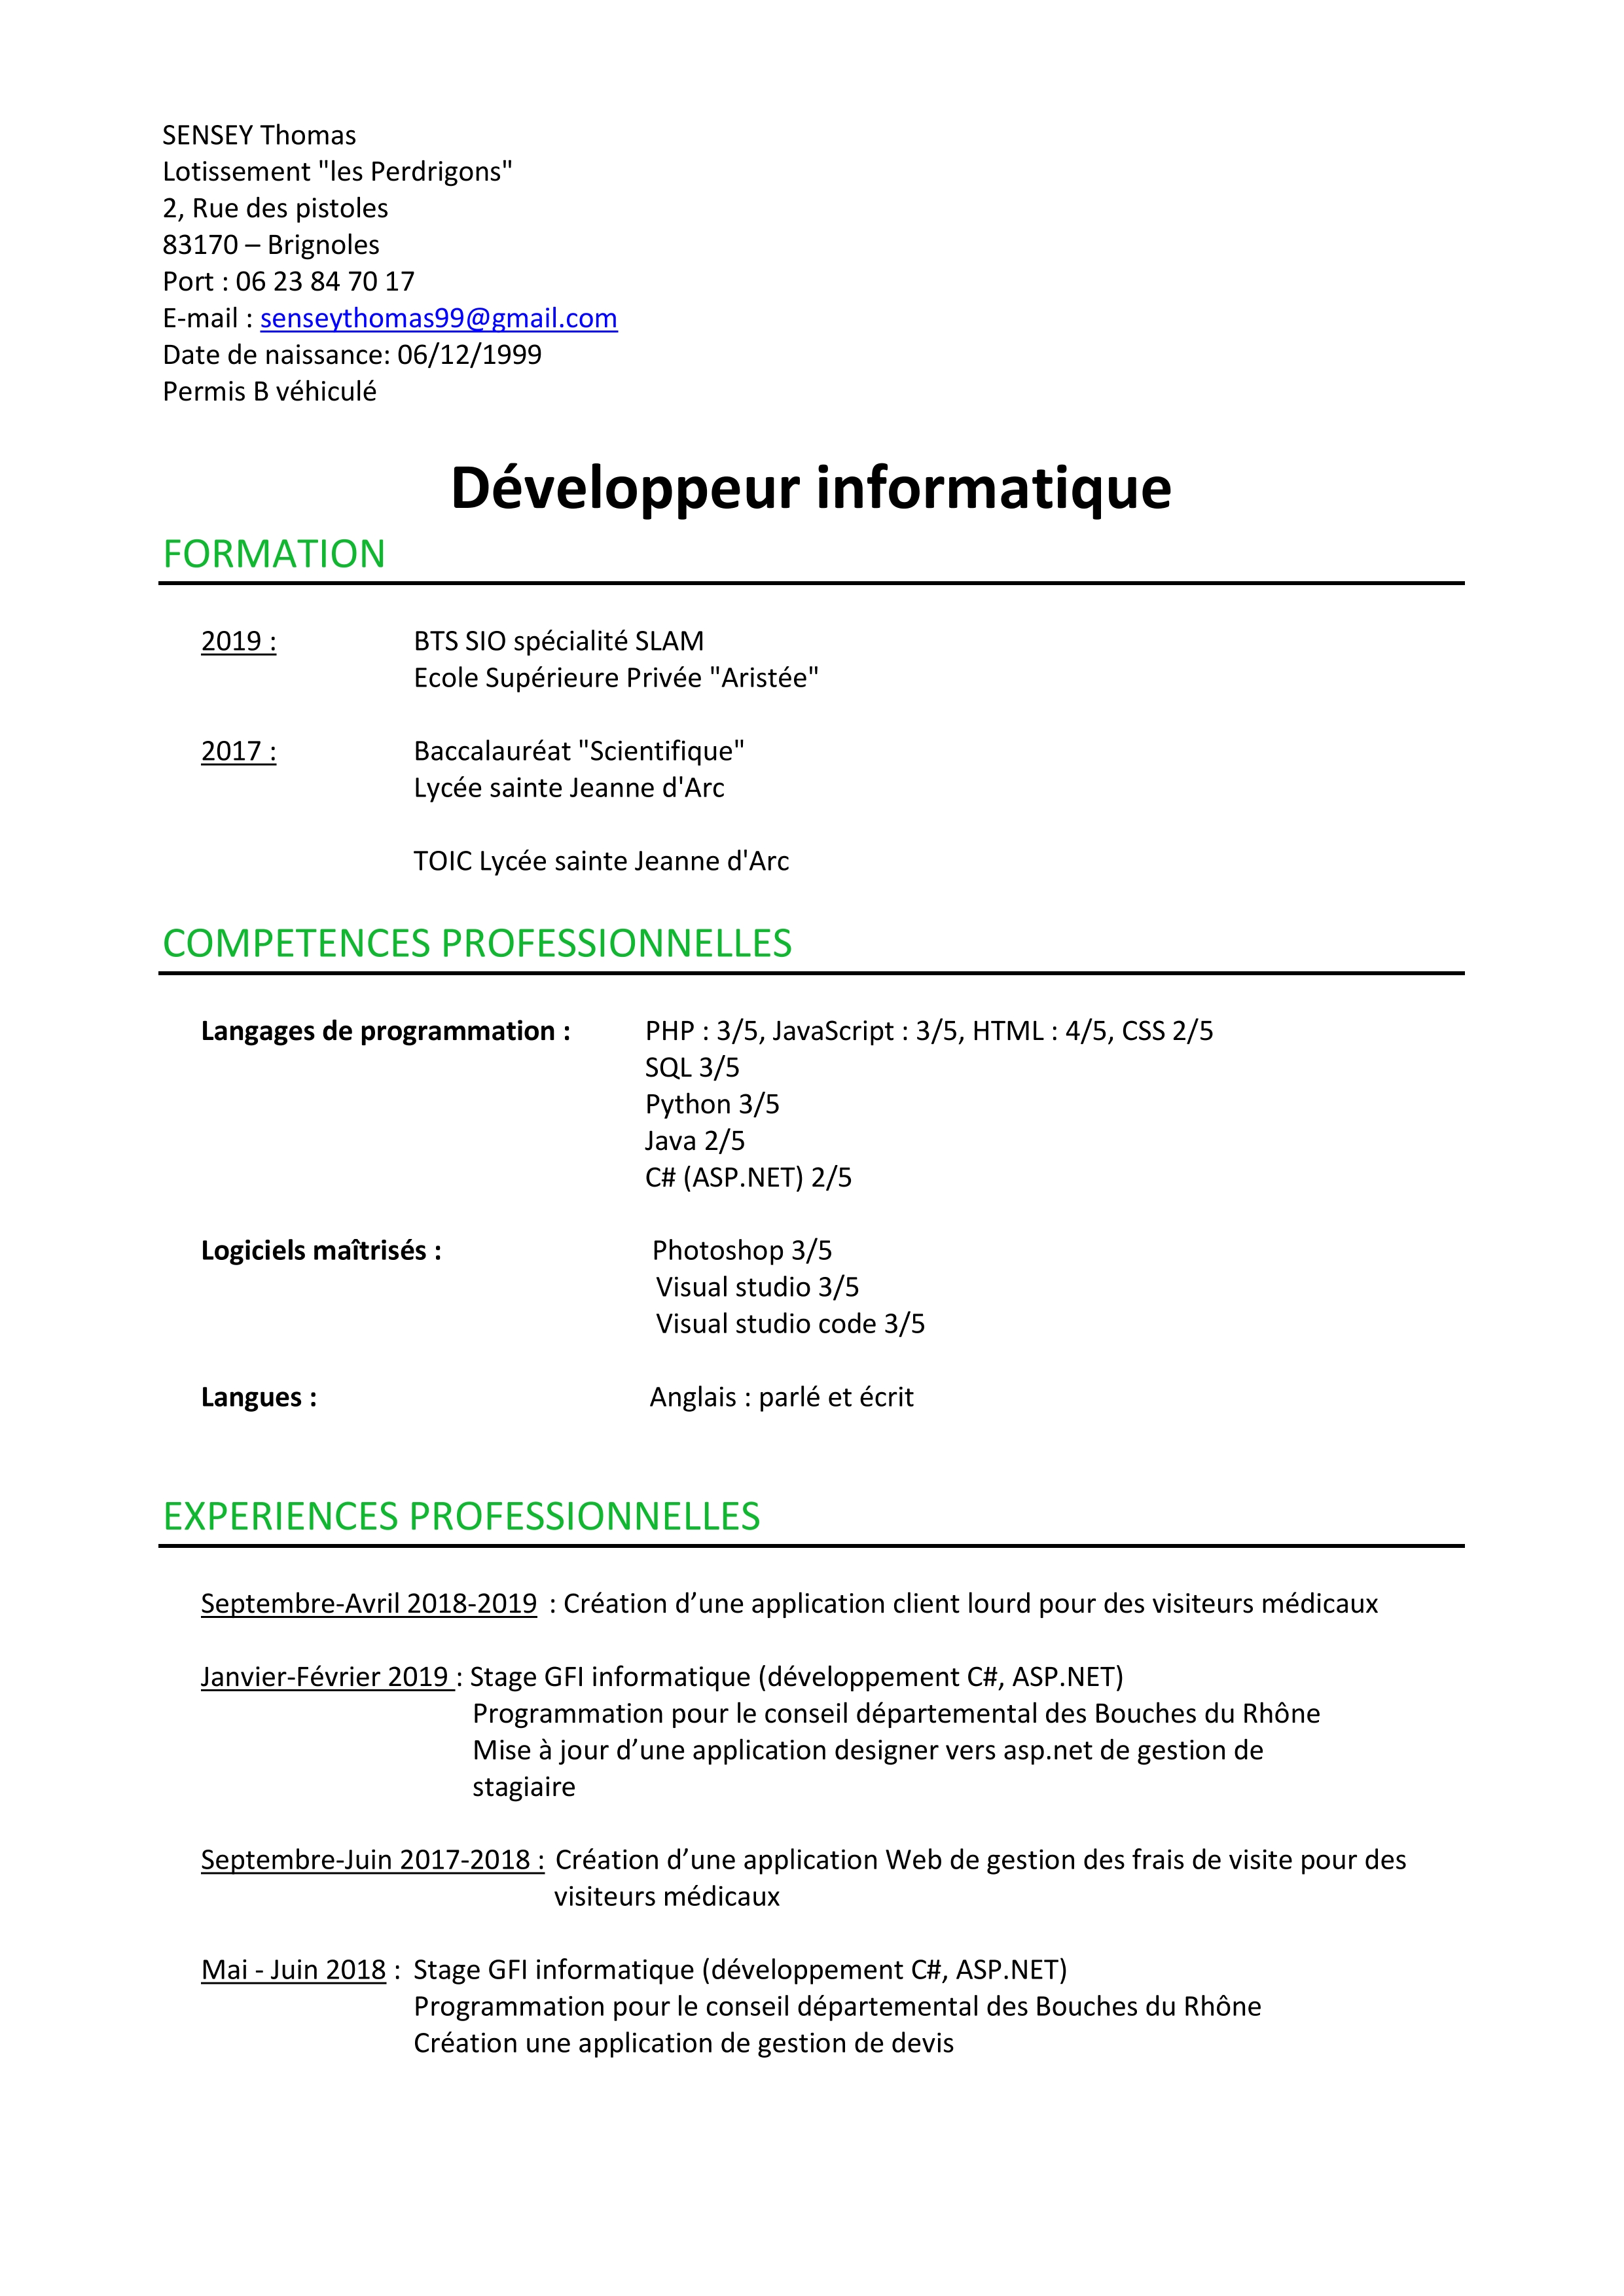 SENSEY Thomas
Lotissement "les Perdrigons"
2, Rue des pistoles
83170 – Brignoles
Port : 06 23 84 70 17
E-mail : senseythomas99@gmail.com
Date de naissance: 06/12/1999
Permis B véhiculé
Développeur informatique
FORMATION
2019 : BTS SIO spécialité SLAM
Ecole Supérieure Privée "Aristée"
2017 : Baccalauréat "Scientifique"
Lycée sainte Jeanne d'Arc
TOIC Lycée sainte Jeanne d'Arc
COMPETENCES PROFESSIONNELLES
Langages de programmation : PHP : 3/5, JavaScript : 3/5, HTML : 4/5, CSS 2/5
SQL 3/5
Python 3/5
Java 2/5
C# (ASP.NET) 2/5
Logiciels maîtrisés : Photoshop 3/5
Visual studio 3/5
Visual studio code 3/5
Langues : Anglais : parlé et écrit
EXPERIENCES PROFESSIONNELLES
Septembre-Avril 2018-2019 : Création d’une application client lourd pour des visiteurs médicaux
Janvier-Février 2019 : Stage GFI informatique (développement C#, ASP.NET)
Programmation pour le conseil départemental des Bouches du Rhône
Mise à jour d’une application designer vers asp.net de gestion de
stagiaire
Septembre-Juin 2017-2018 : Création d’une application Web de gestion des frais de visite pour des
visiteurs médicaux
Mai - Juin 2018 : Stage GFI informatique (développement C#, ASP.NET)
Programmation pour le conseil départemental des Bouches du Rhône
Création une application de gestion de devis